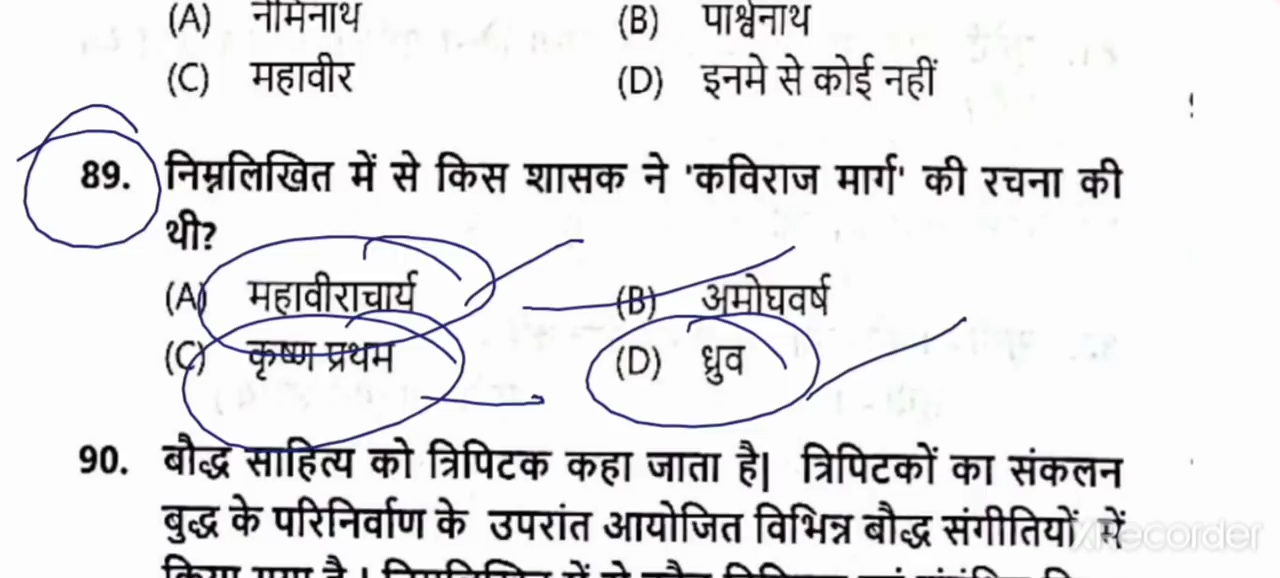 (A) नेमिनाथ (B) पार्श्वनाथ
(C) महावीर (D) इनमे से कोई नहीं
89. निम्नलिखित में से किस शासक ने 'कविराज मार्ग' की रचना की
थी?
(A) महावीराचार्य (B) अमोघवर्ष
(C) कृष्ण प्रथम (D) ध्रुव
90. बौद्ध साहित्य को त्रिपिटक कहा जाता है| त्रिपिटकों का संकलन
बुद्ध के परिनिर्वाण के उपरांत आयोजित विभिन्न बौद्ध संगीतियों में
XRecorder